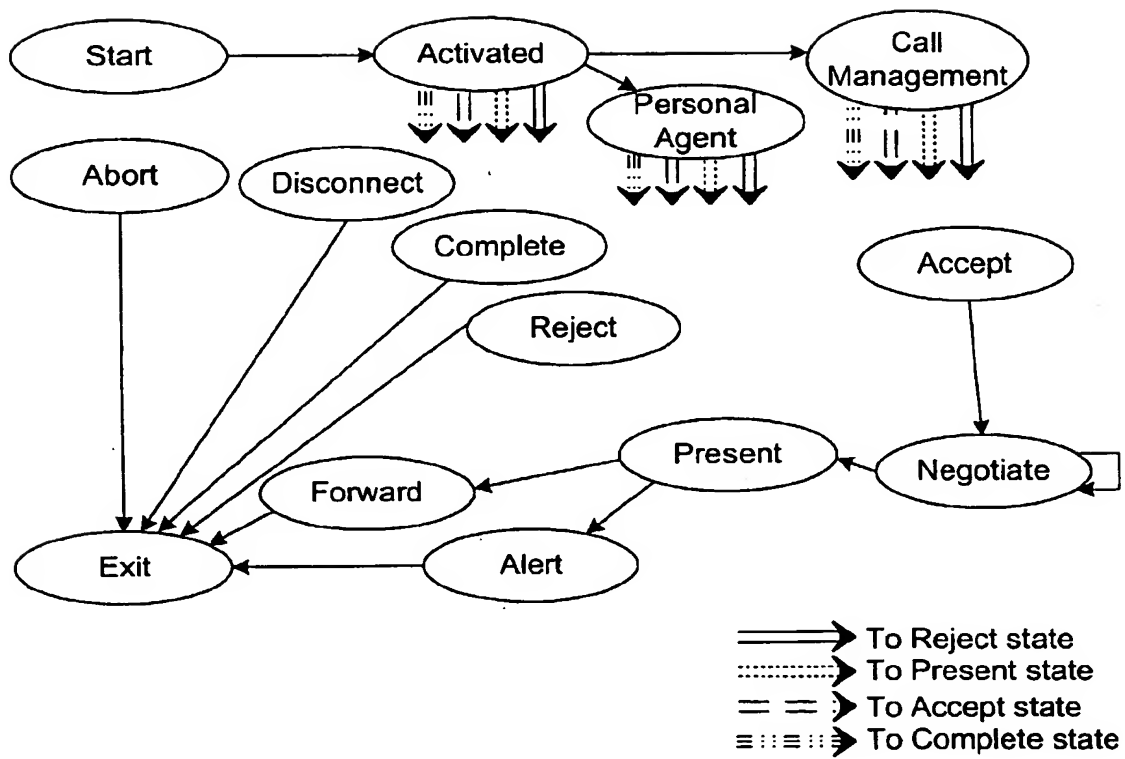 Start
Activated
Call
Management
Personal
Agent
Abort
Disconnect
Complete
Accept
Reject
Present
Negotiate
Forward
Exit
Alert
To Reject state
To Present state
To Accept state
To Complete state